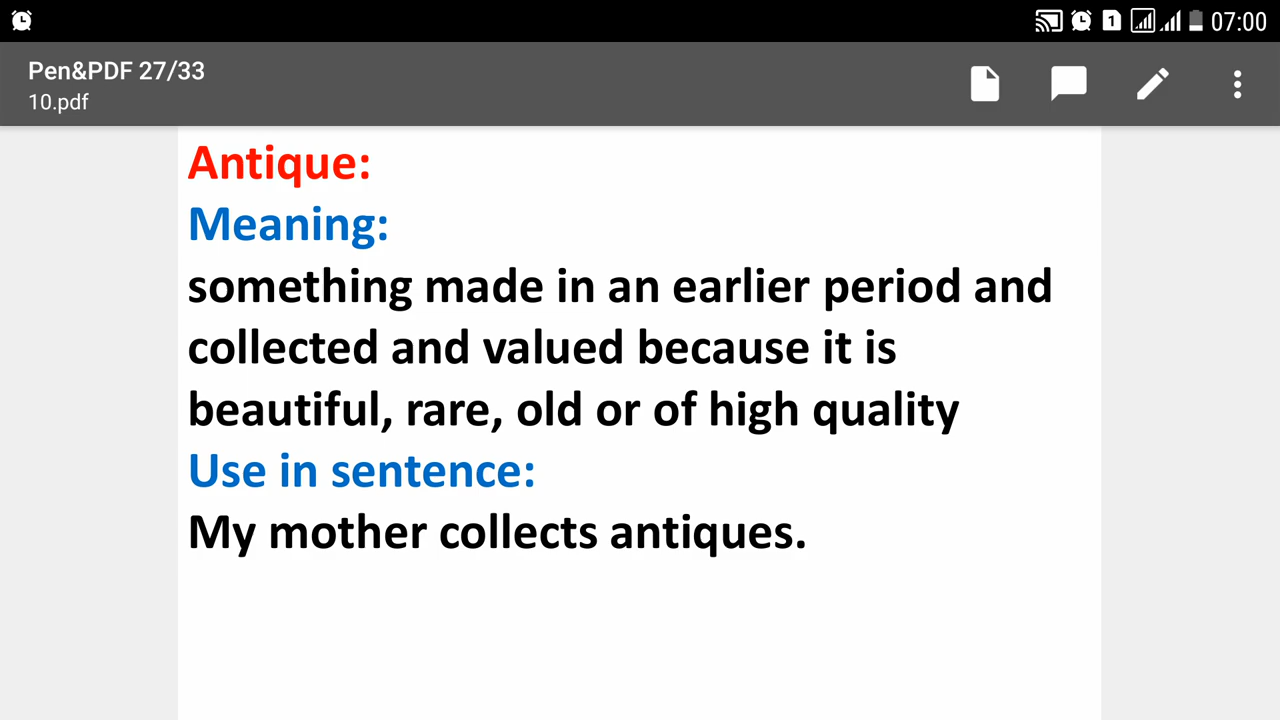 07:00
Pen&PDF 27/33
10.pdf
Antique:
Meaning:
something made in an earlier period and
collected and valued because it is
beautiful, rare, old or of high quality
Use in sentence:
My mother collects antiques.